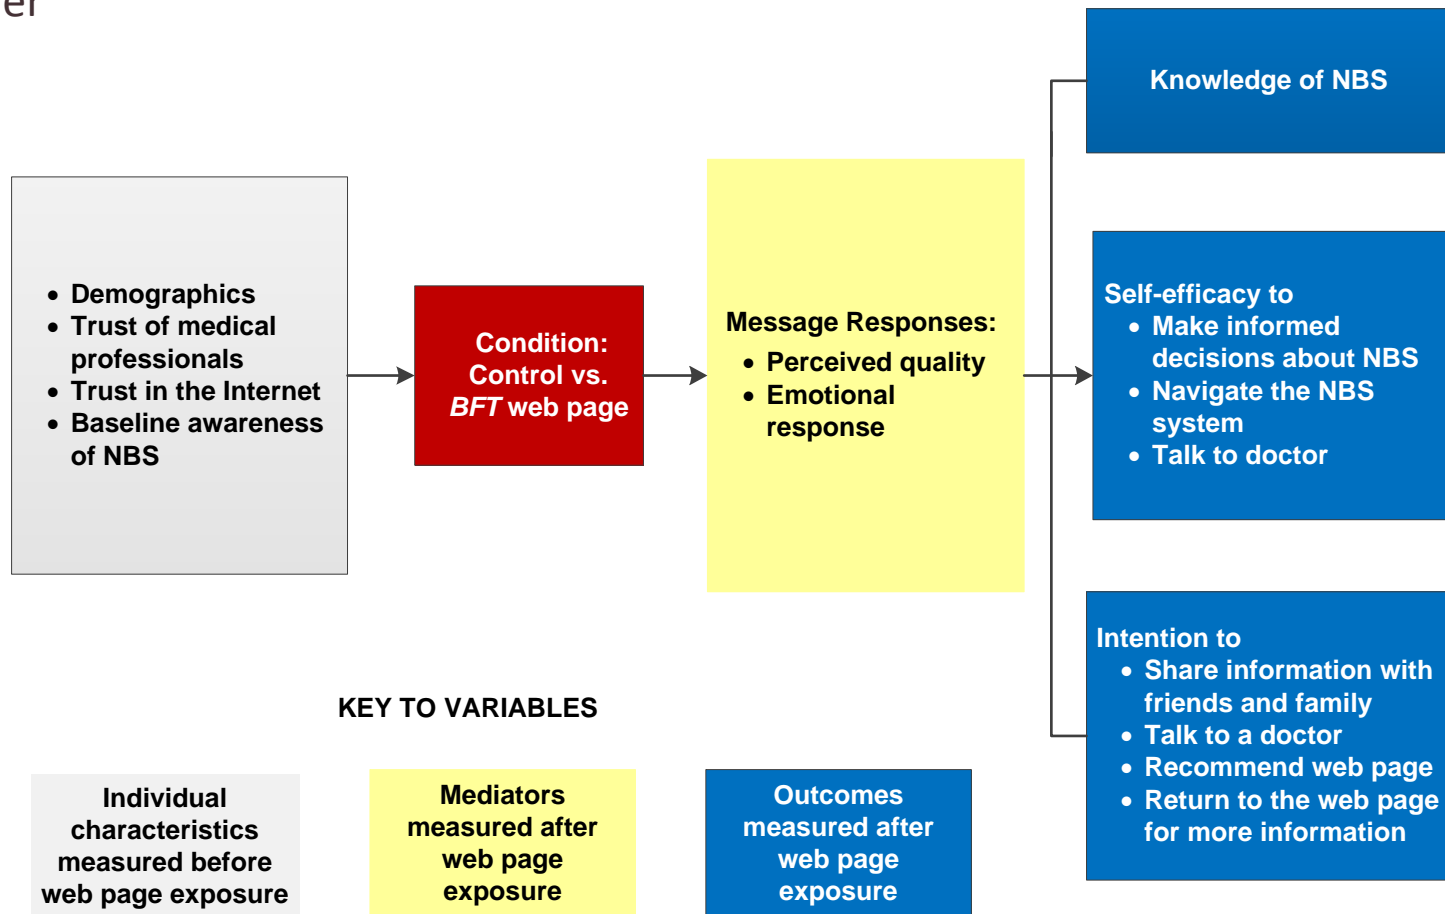 er
Knowledge of NBS
• Demographics
• Trust of medical
professionals
• Trust in the Internet
• Baseline awareness
of NBS
Condition:
Control vs.
BFT web page
Message Responses:
• Perceived quality
• Emotional
response
Self-efficacy to
• Make informed
decisions about NBS
• Navigate the NBS
system
• Talk to doctor
Intention to
• Share information with
friends and family
• Talk to a doctor
• Recommend web page
• Return to the web page
for more information
KEY TO VARIABLES
Individual
characteristics
measured before
web page exposure
Mediators
measured after
web page
exposure
Outcomes
measured after
web page
exposure